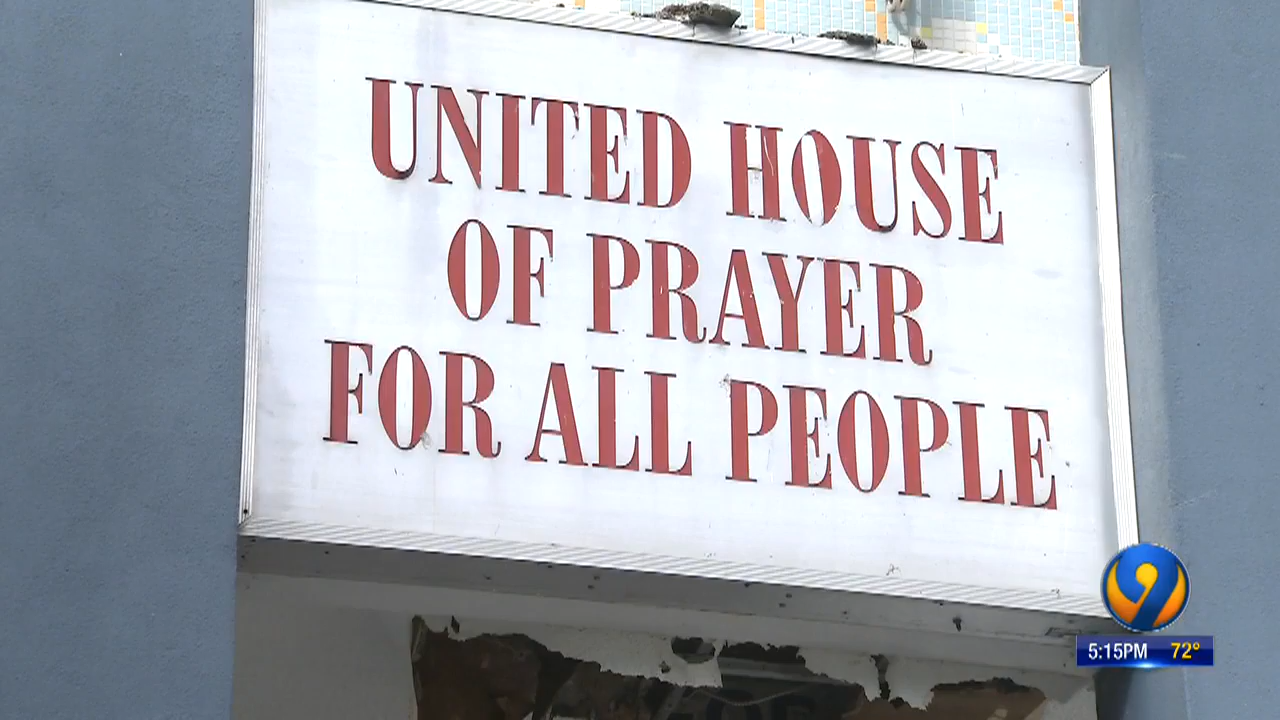 UNITED HOUSE
OF PRAYER
FOR ALL PEOPLE
9
5:15PM 72°